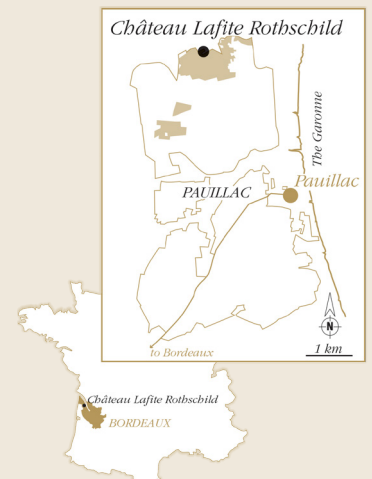 Château Lafite Rothschild
The Garonne
Pauillac
PAUILLAC
N
to Bordeaux
1 km
Château Lafite Rothschild
BORDEAUX